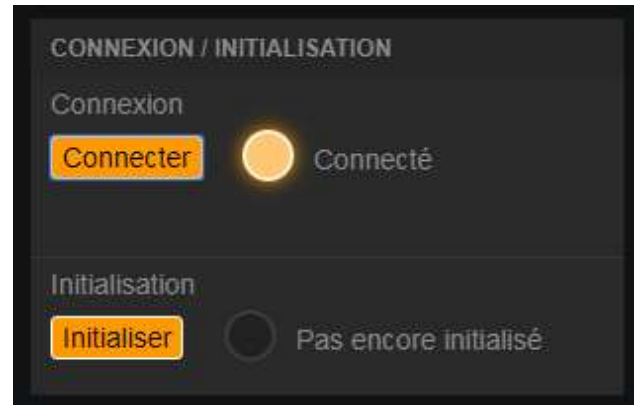 CONNEXION / INITIALISATION
Connexion
Connecter Connecté
Initialisation
Initialiser Pas encore initialisé